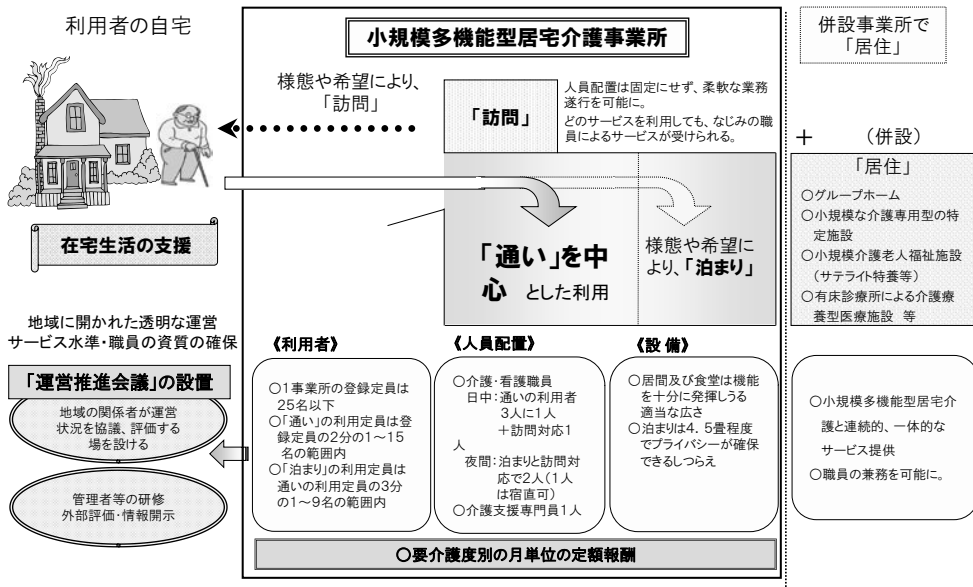 利用者の自宅
小規模多機能型居宅介護事業所
併設事業所で
「居住」
様態や希望により、
「訪問」
「訪問」
人員配置は固定にせず、柔軟な業務
遂行を可能に。
どのサービスを利用しても、なじみの職
員によるサービスが受けられる。
+ (併設)
「居住」
○グループホーム
○小規模な介護専用型の特
定施設
○小規模介護老人福祉施設
(サテライト特養等)
○有床診療所による介護療
養型医療施設 等
在宅生活の支援
「通い」を中
心 とした利用
様態や希望に
より、「泊まり」
地域に開かれた透明な運営
サービス水準・職員の資質の確保
「運営推進会議」の設置
地域の関係者が運営
状況を協議、評価する
場を設ける
管理者等の研修
外部評価・情報開示
《利用者》
○1事業所の登録定員は
25名以下
○「通い」の利用定員は登
録定員の2分の1~15
名の範囲内
○「泊まり」の利用定員は
通いの利用定員の3分
の1~9名の範囲内
《人員配置》
○介護・看護職員
日中:通いの利用者
3人に1人
+訪問対応1
人
夜間:泊まりと訪問対
応で2人(1人
は宿直可)
○介護支援専門員1人
《設 備》
○居間及び食堂は機能
を十分に発揮しうる
適当な広さ
○泊まりは4.5畳程度
でプライバシーが確保
できるしつらえ
○小規模多機能型居宅介
護と連続的、一体的な
サービス提供
○職員の兼務を可能に。
○要介護度別の月単位の定額報酬